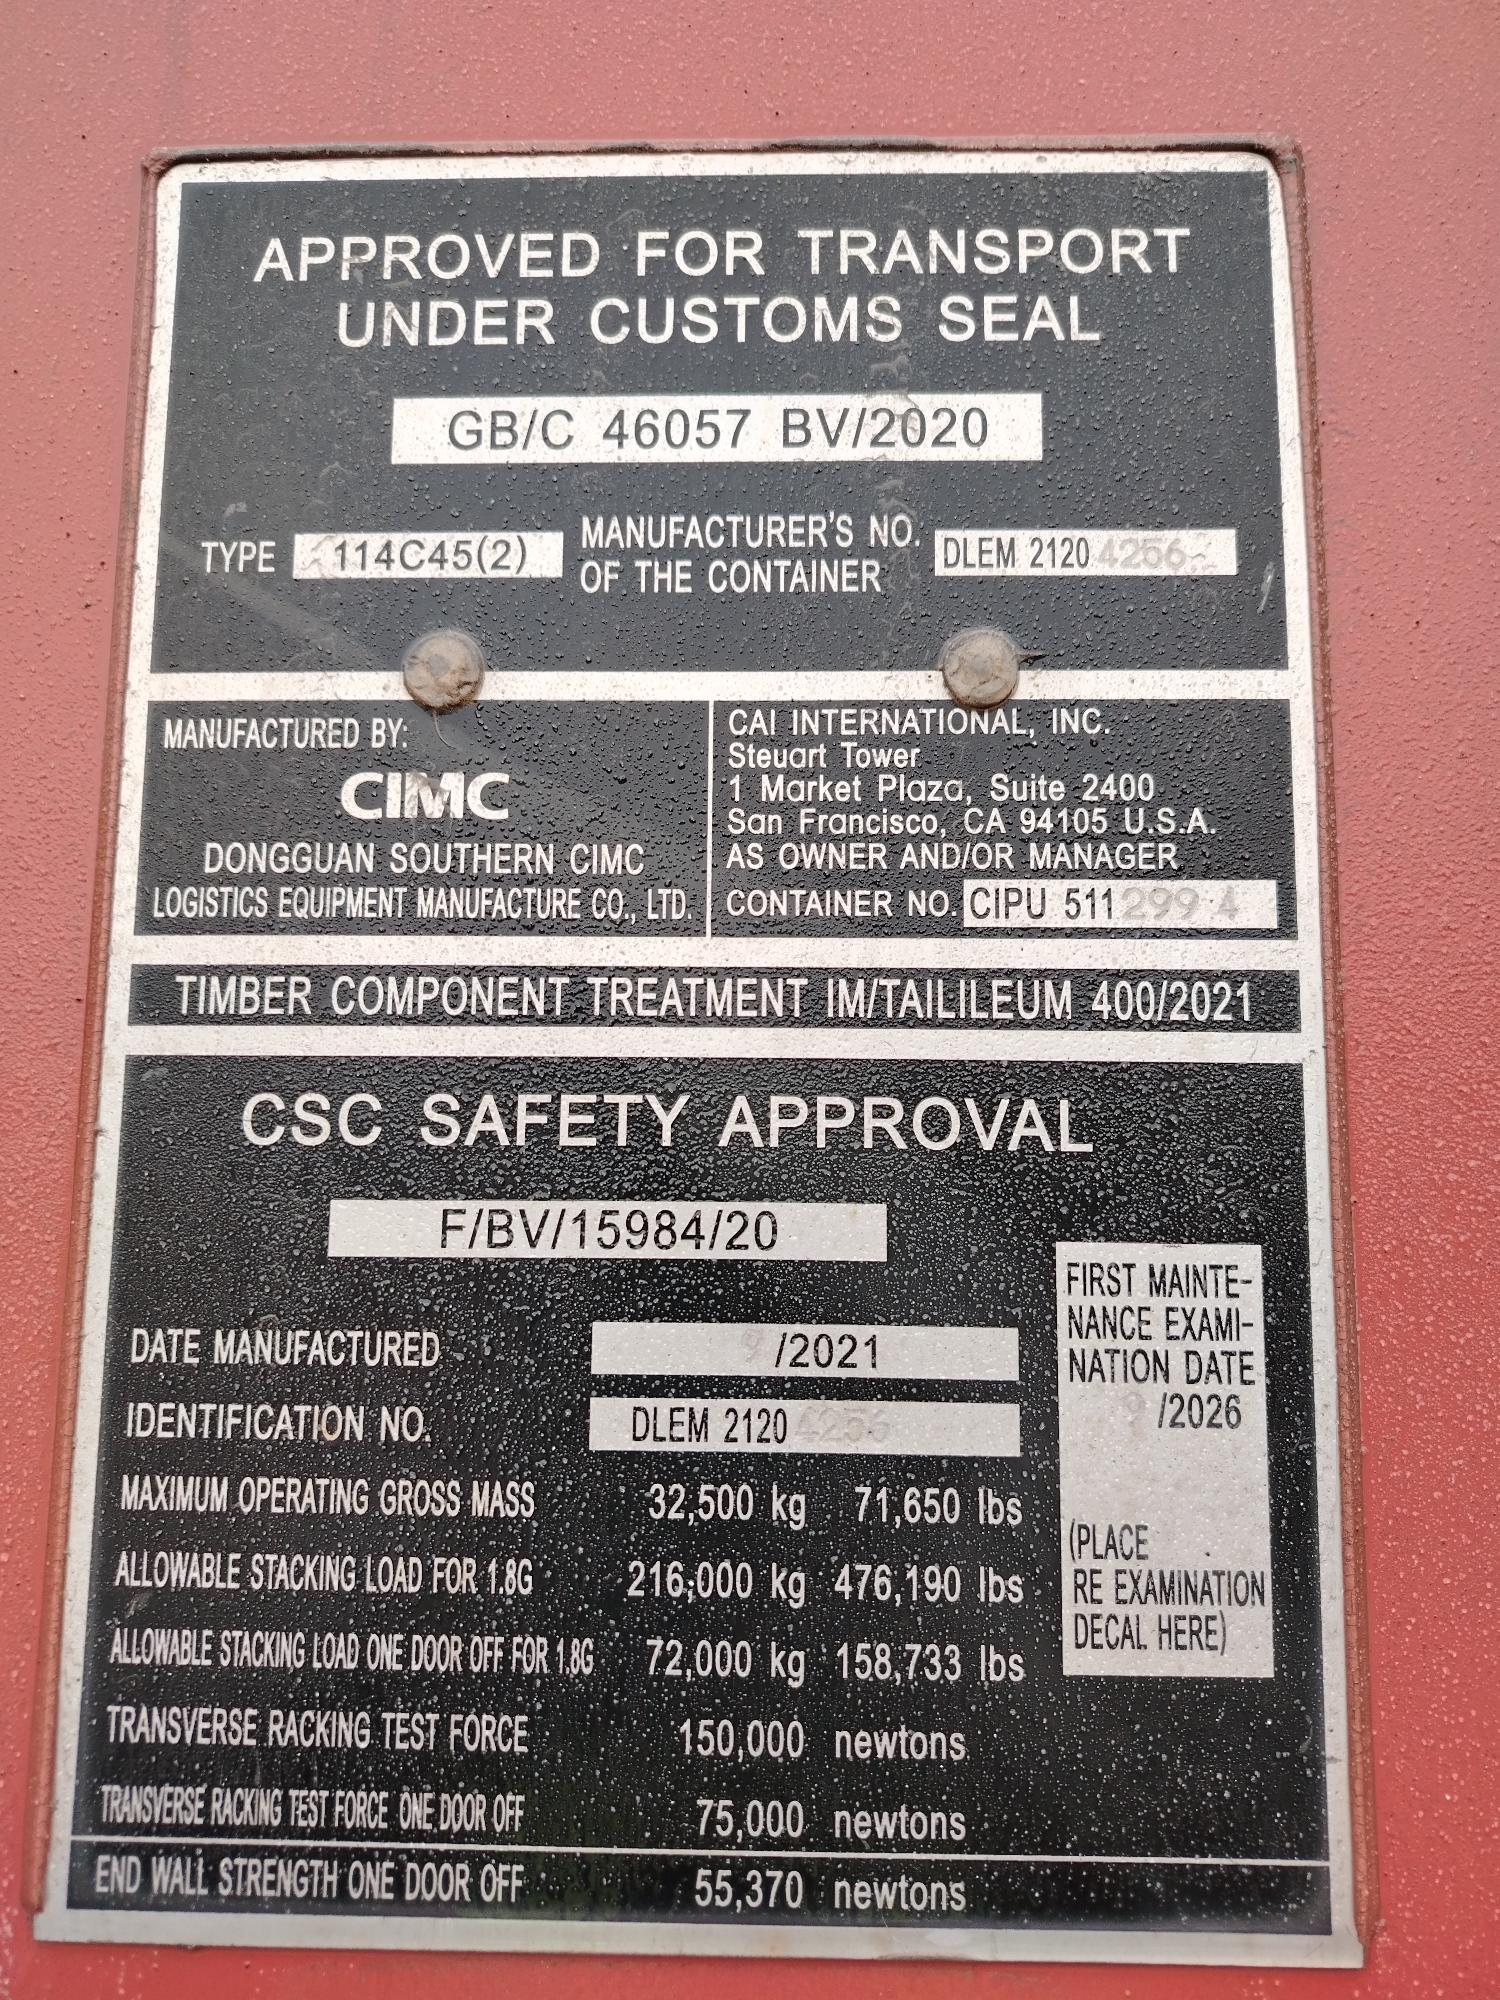 APPROVED FOR TRANSPORT
UNDER CUSTOMS SEAL
GB/C 46057 BV/2020
TYPE 114C45(2) MANUFACTURER'S NO.
OF THE CONTAINER DLEM 2120 4256
MANUFACTURED BY:
CIMC
DONGGUAN SOUTHERN CIMC
LOGISTICS EQUIPMENT MANUFACTURE CO., LTD.
CAI INTERNATIONAL, INC.
Steuart Tower
1 Market Plaza, Suite 2400
San Francisco, CA 94105 U.S.A.
AS OWNER AND/OR MANAGER
CONTAINER NO. CIPU 511 299 4
TIMBER COMPONENT TREATMENT IM/TAILILEUM 400/2021
CSC SAFETY APPROVAL
F/BV/15984/20
DATE MANUFACTURED 9 /2021
IDENTIFICATION NO. DLEM 2120 4256
MAXIMUM OPERATING GROSS MASS 32,500 kg 71,650 lbs
ALLOWABLE STACKING LOAD FOR 1.8G 216,000 kg 476,190 lbs
ALLOWABLE STACKING LOAD ONE DOOR OFF FOR 1.8G 72,000 kg 158,733 lbs
TRANSVERSE RACKING TEST FORCE 150,000 newtons
TRANSVERSE RACKING TEST FORCE ONE DOOR OFF 75,000 newtons
END WALL STRENGTH ONE DOOR OFF 55,370 newtons
FIRST MAINTE-
NANCE EXAMI-
NATION DATE
9 /2026
(PLACE
RE EXAMINATION
DECAL HERE)